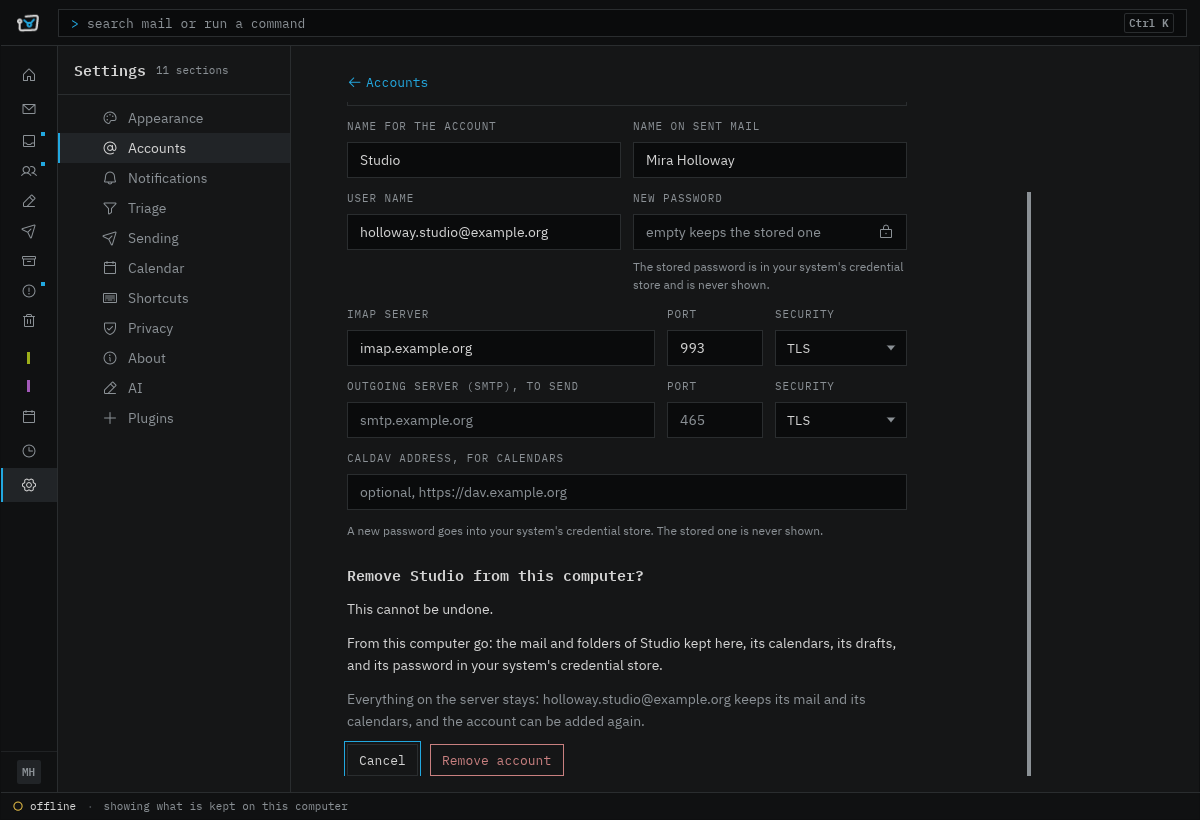 > search mail or run a command Ctrl K
Settings 11 sections
Appearance
Accounts
Notifications
Triage
Sending
Calendar
Shortcuts
Privacy
About
AI
Plugins
MH
← Accounts
NAME FOR THE ACCOUNT NAME ON SENT MAIL
Studio Mira Holloway
USER NAME NEW PASSWORD
holloway.studio@example.org empty keeps the stored one
The stored password is in your system's credential
store and is never shown.
IMAP SERVER PORT SECURITY
imap.example.org 993 TLS
OUTGOING SERVER (SMTP), TO SEND PORT SECURITY
smtp.example.org 465 TLS
CALDAV ADDRESS, FOR CALENDARS
optional, https://dav.example.org
A new password goes into your system's credential store. The stored one is never shown.
Remove Studio from this computer?
This cannot be undone.
From this computer go: the mail and folders of Studio kept here, its calendars, its drafts,
and its password in your system's credential store.
Everything on the server stays: holloway.studio@example.org keeps its mail and its
calendars, and the account can be added again.
Cancel Remove account
offline · showing what is kept on this computer